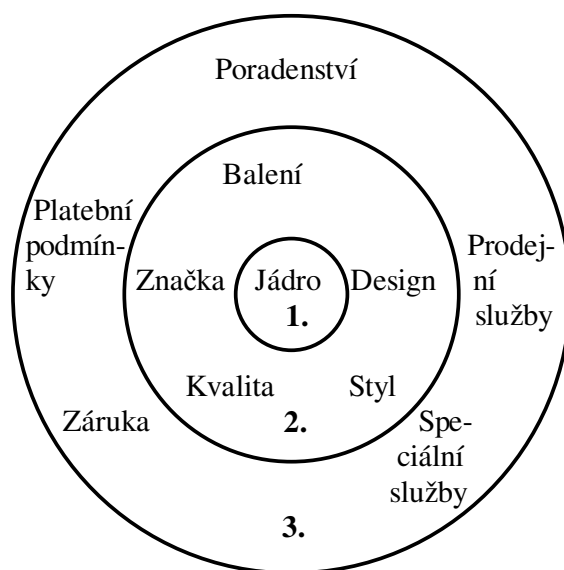 Poradenství
Balení
Platební
podmín-
ky
Prodej-
ní
služby
Značka
Jádro
Design
1.
Kvalita
Styl
Záruka
2.
Spe-
ciální
služby
3.